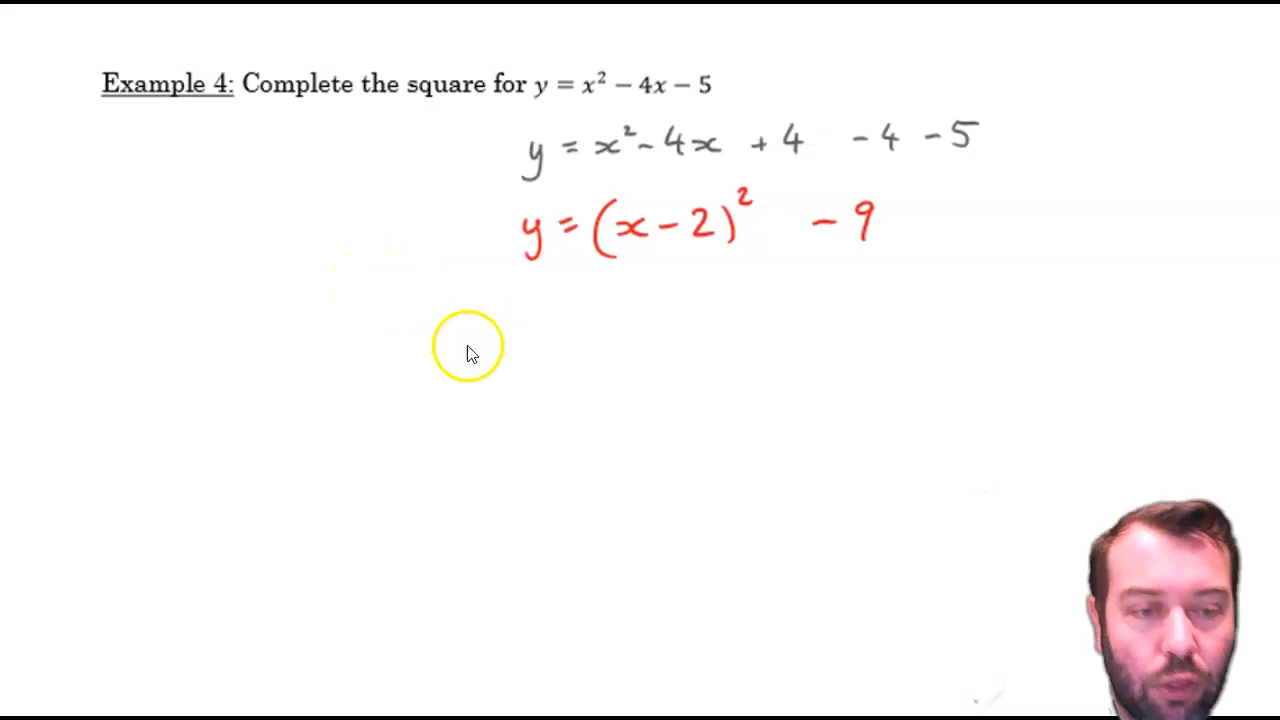 Example 4: Complete the square for y = x² − 4x − 5
y = x² - 4x + 4 - 4 - 5
y = (x - 2)² - 9